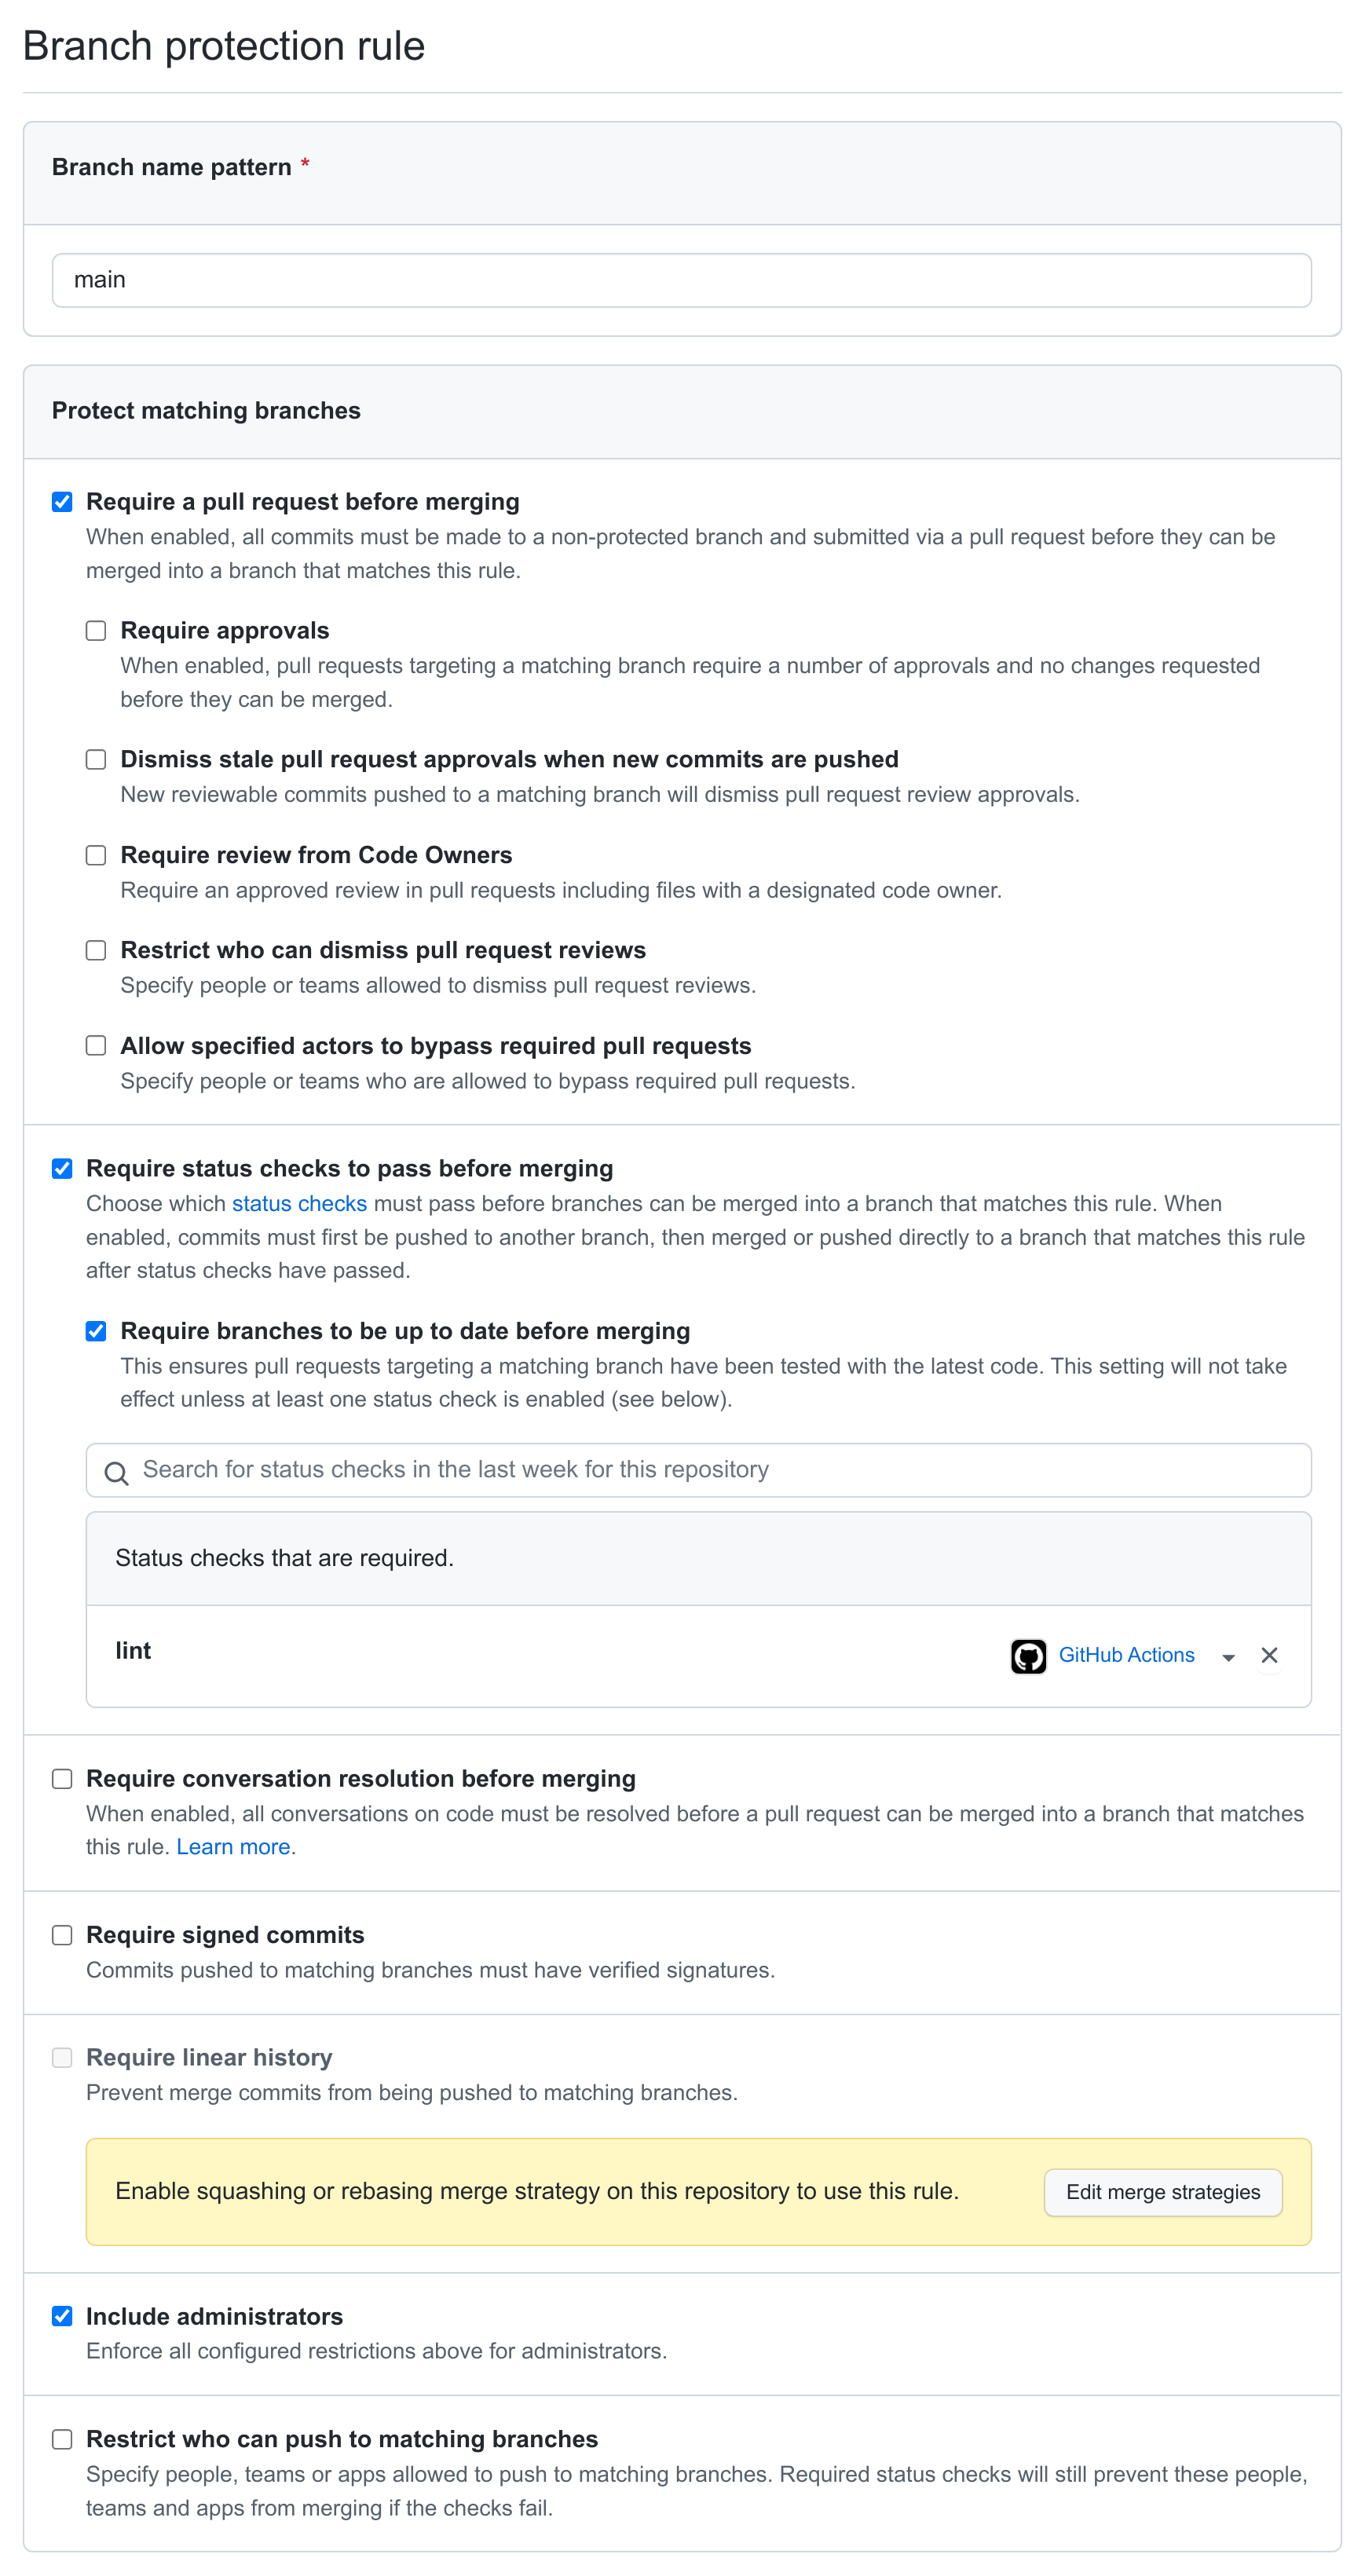 Branch protection rule
Branch name pattern *
main
Protect matching branches
Require a pull request before merging
When enabled, all commits must be made to a non-protected branch and submitted via a pull request before they can be
merged into a branch that matches this rule.
Require approvals
When enabled, pull requests targeting a matching branch require a number of approvals and no changes requested
before they can be merged.
Dismiss stale pull request approvals when new commits are pushed
New reviewable commits pushed to a matching branch will dismiss pull request review approvals.
Require review from Code Owners
Require an approved review in pull requests including files with a designated code owner.
Restrict who can dismiss pull request reviews
Specify people or teams allowed to dismiss pull request reviews.
Allow specified actors to bypass required pull requests
Specify people or teams who are allowed to bypass required pull requests.
Require status checks to pass before merging
Choose which status checks must pass before branches can be merged into a branch that matches this rule. When
enabled, commits must first be pushed to another branch, then merged or pushed directly to a branch that matches this rule
after status checks have passed.
Require branches to be up to date before merging
This ensures pull requests targeting a matching branch have been tested with the latest code. This setting will not take
effect unless at least one status check is enabled (see below).
Search for status checks in the last week for this repository
Status checks that are required.
lint GitHub Actions
Require conversation resolution before merging
When enabled, all conversations on code must be resolved before a pull request can be merged into a branch that matches
this rule. Learn more.
Require signed commits
Commits pushed to matching branches must have verified signatures.
Require linear history
Prevent merge commits from being pushed to matching branches.
Enable squashing or rebasing merge strategy on this repository to use this rule. Edit merge strategies
Include administrators
Enforce all configured restrictions above for administrators.
Restrict who can push to matching branches
Specify people, teams or apps allowed to push to matching branches. Required status checks will still prevent these people,
teams and apps from merging if the checks fail.